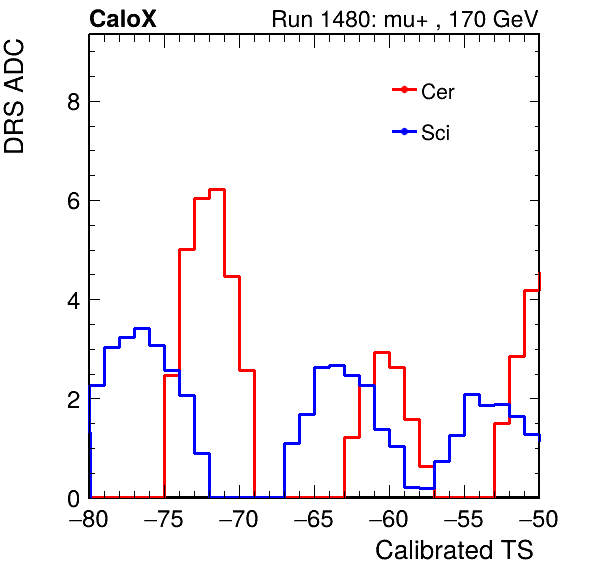 CaloX Run 1480: mu+ , 170 GeV
DRS ADC
Cer
Sci
8
6
4
2
0
−80 −75 −70 −65 −60 −55 −50
Calibrated TS